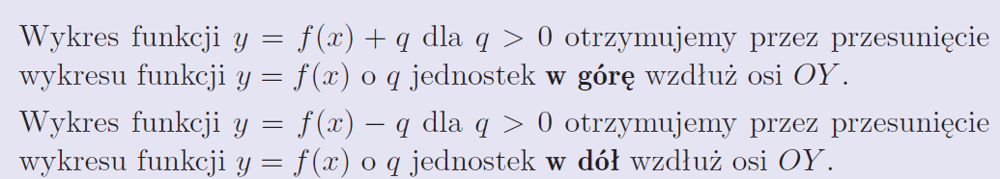 Wykres funkcji y = f(x) + q dla q > 0 otrzymujemy przez przesunięcie
wykresu funkcji y = f(x) o q jednostek w górę wzdłuż osi OY.
Wykres funkcji y = f(x) − q dla q > 0 otrzymujemy przez przesunięcie
wykresu funkcji y = f(x) o q jednostek w dół wzdłuż osi OY.